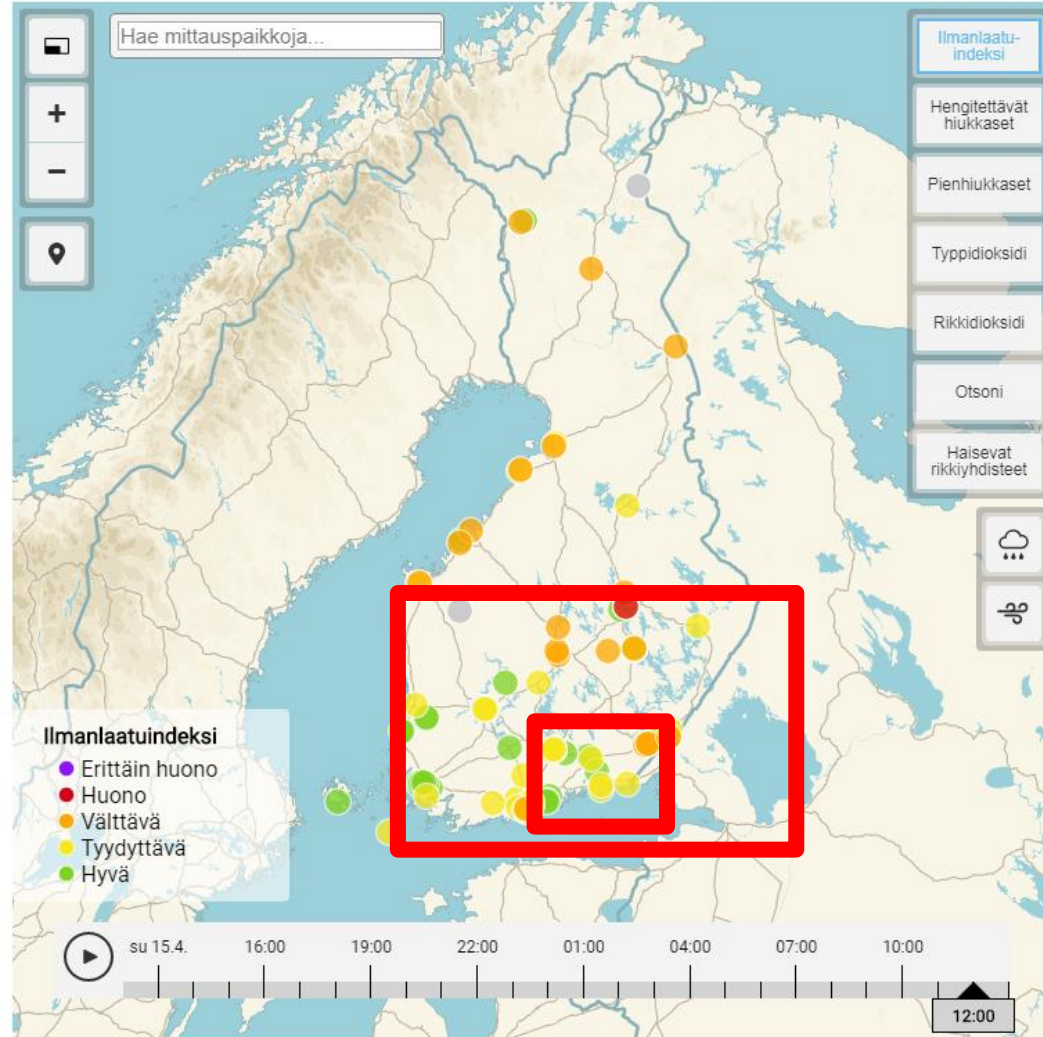 Hae mittauspaikkoja...
+
−
Ilmanlaatu-
indeksi
Hengitettävät
hiukkaset
Pienhiukkaset
Typpidioksidi
Rikkidioksidi
Otsoni
Haisevat
rikkiyhdisteet
Ilmanlaatuindeksi
Erittäin huono
Huono
Välttävä
Tyydyttävä
Hyvä
su 15.4. 16:00 19:00 22:00 01:00 04:00 07:00 10:00
12:00